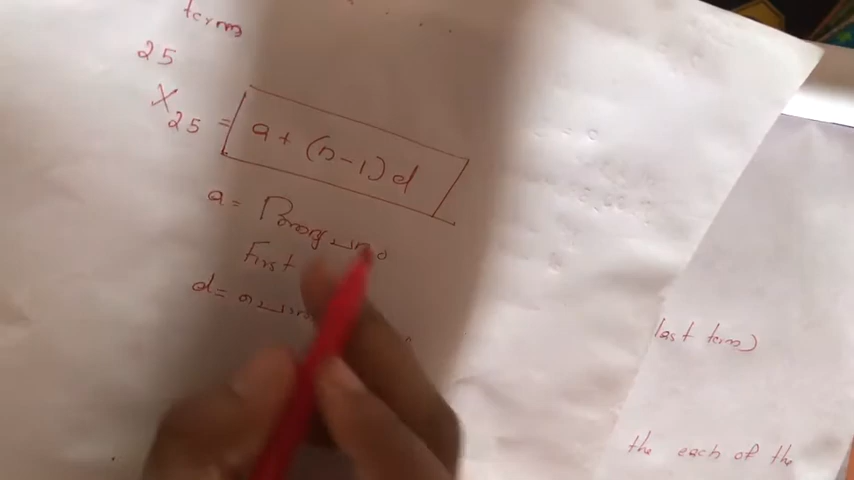 terms
25
X25 = a + (n-1)d
a =
First
d =
last term)
the each of the